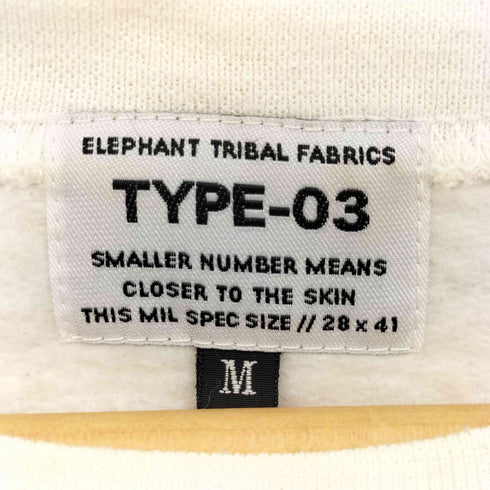 ELEPHANT TRIBAL FABRICS
TYPE-03
SMALLER NUMBER MEANS
CLOSER TO THE SKIN
THIS MIL SPEC SIZE // 28 x 41
M